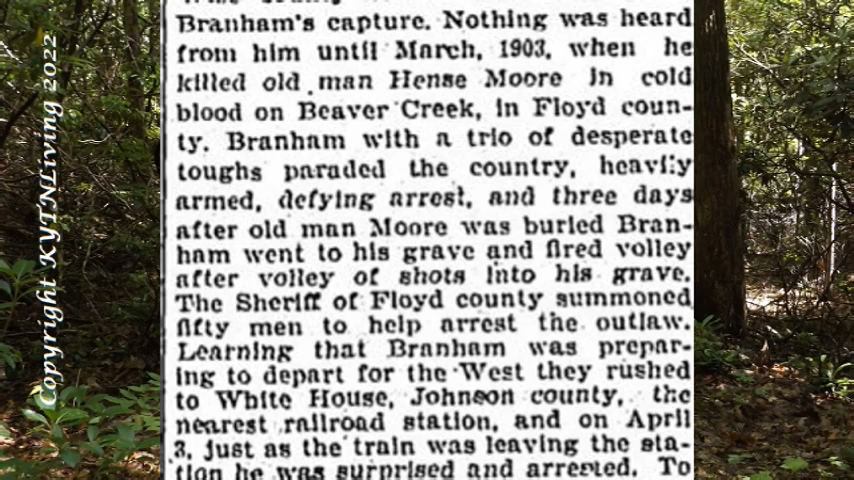 Branham's capture. Nothing was heard
from him until March, 1903, when he
killed old man Hense Moore in cold
blood on Beaver Creek, in Floyd coun-
ty. Branham with a trio of desperate
toughs paraded the country, heavily
armed, defying arrest, and three days
after old man Moore was buried Bran-
ham went to his grave and fired volley
after volley of shots into his grave.
The Sheriff of Floyd county summoned
fifty men to help arrest the outlaw.
Learning that Branham was prepar-
ing to depart for the West they rushed
to White House, Johnson county, the
nearest railroad station, and on April
3, just as the train was leaving the sta-
tion he was surprised and arrested. To
Copyright KYTNLiving 2022